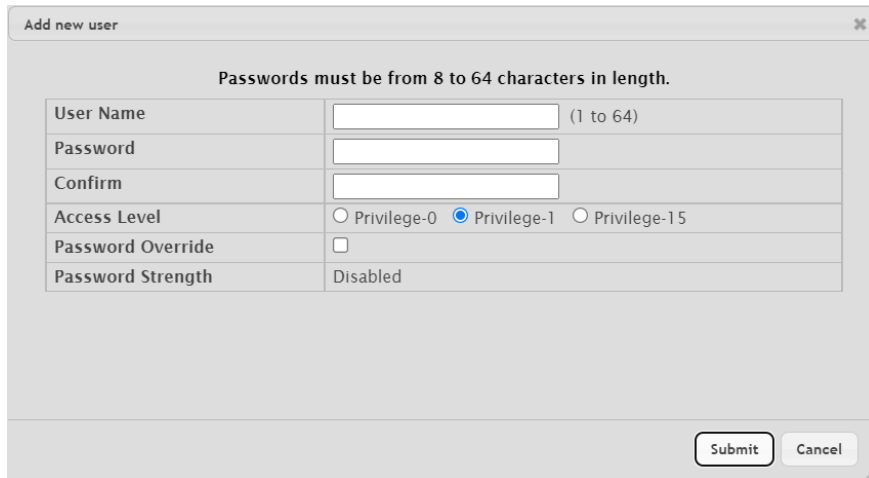 Add new user
Passwords must be from 8 to 64 characters in length.
User Name (1 to 64)
Password
Confirm
Access Level Privilege-0 Privilege-1 Privilege-15
Password Override
Password Strength Disabled
Submit Cancel